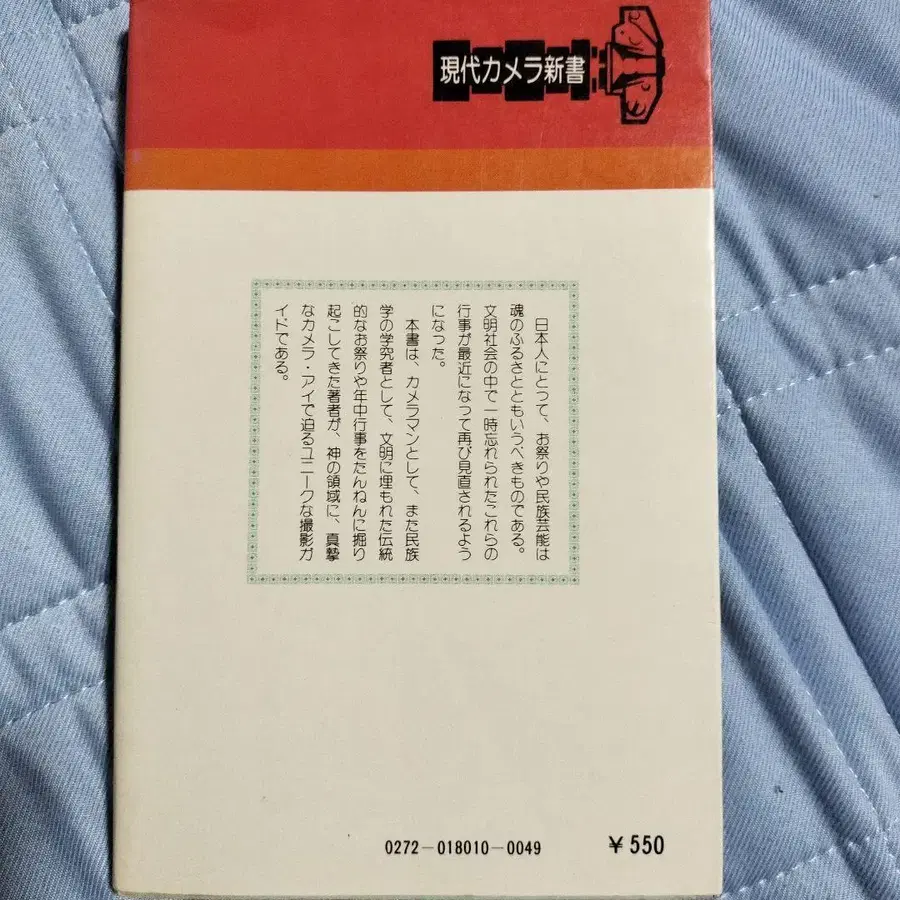 現代カメラ新書
日本人にとって、お祭りや民族芸能は
魂のふるさとともいうべきものである。
文明社会の中で一時忘れられたこれらの
行事が最近になって再び見直されるよう
になった。
本書は、カメラマンとして、また民族
学の学究者として、文明に埋もれた伝統
的なお祭りや年中行事をたんねんに掘り
起こしてきた著者が、神の領域に、真摯
なカメラ・アイで迫るユニークな撮影ガ
イドである。
0272-018010-0049
¥550